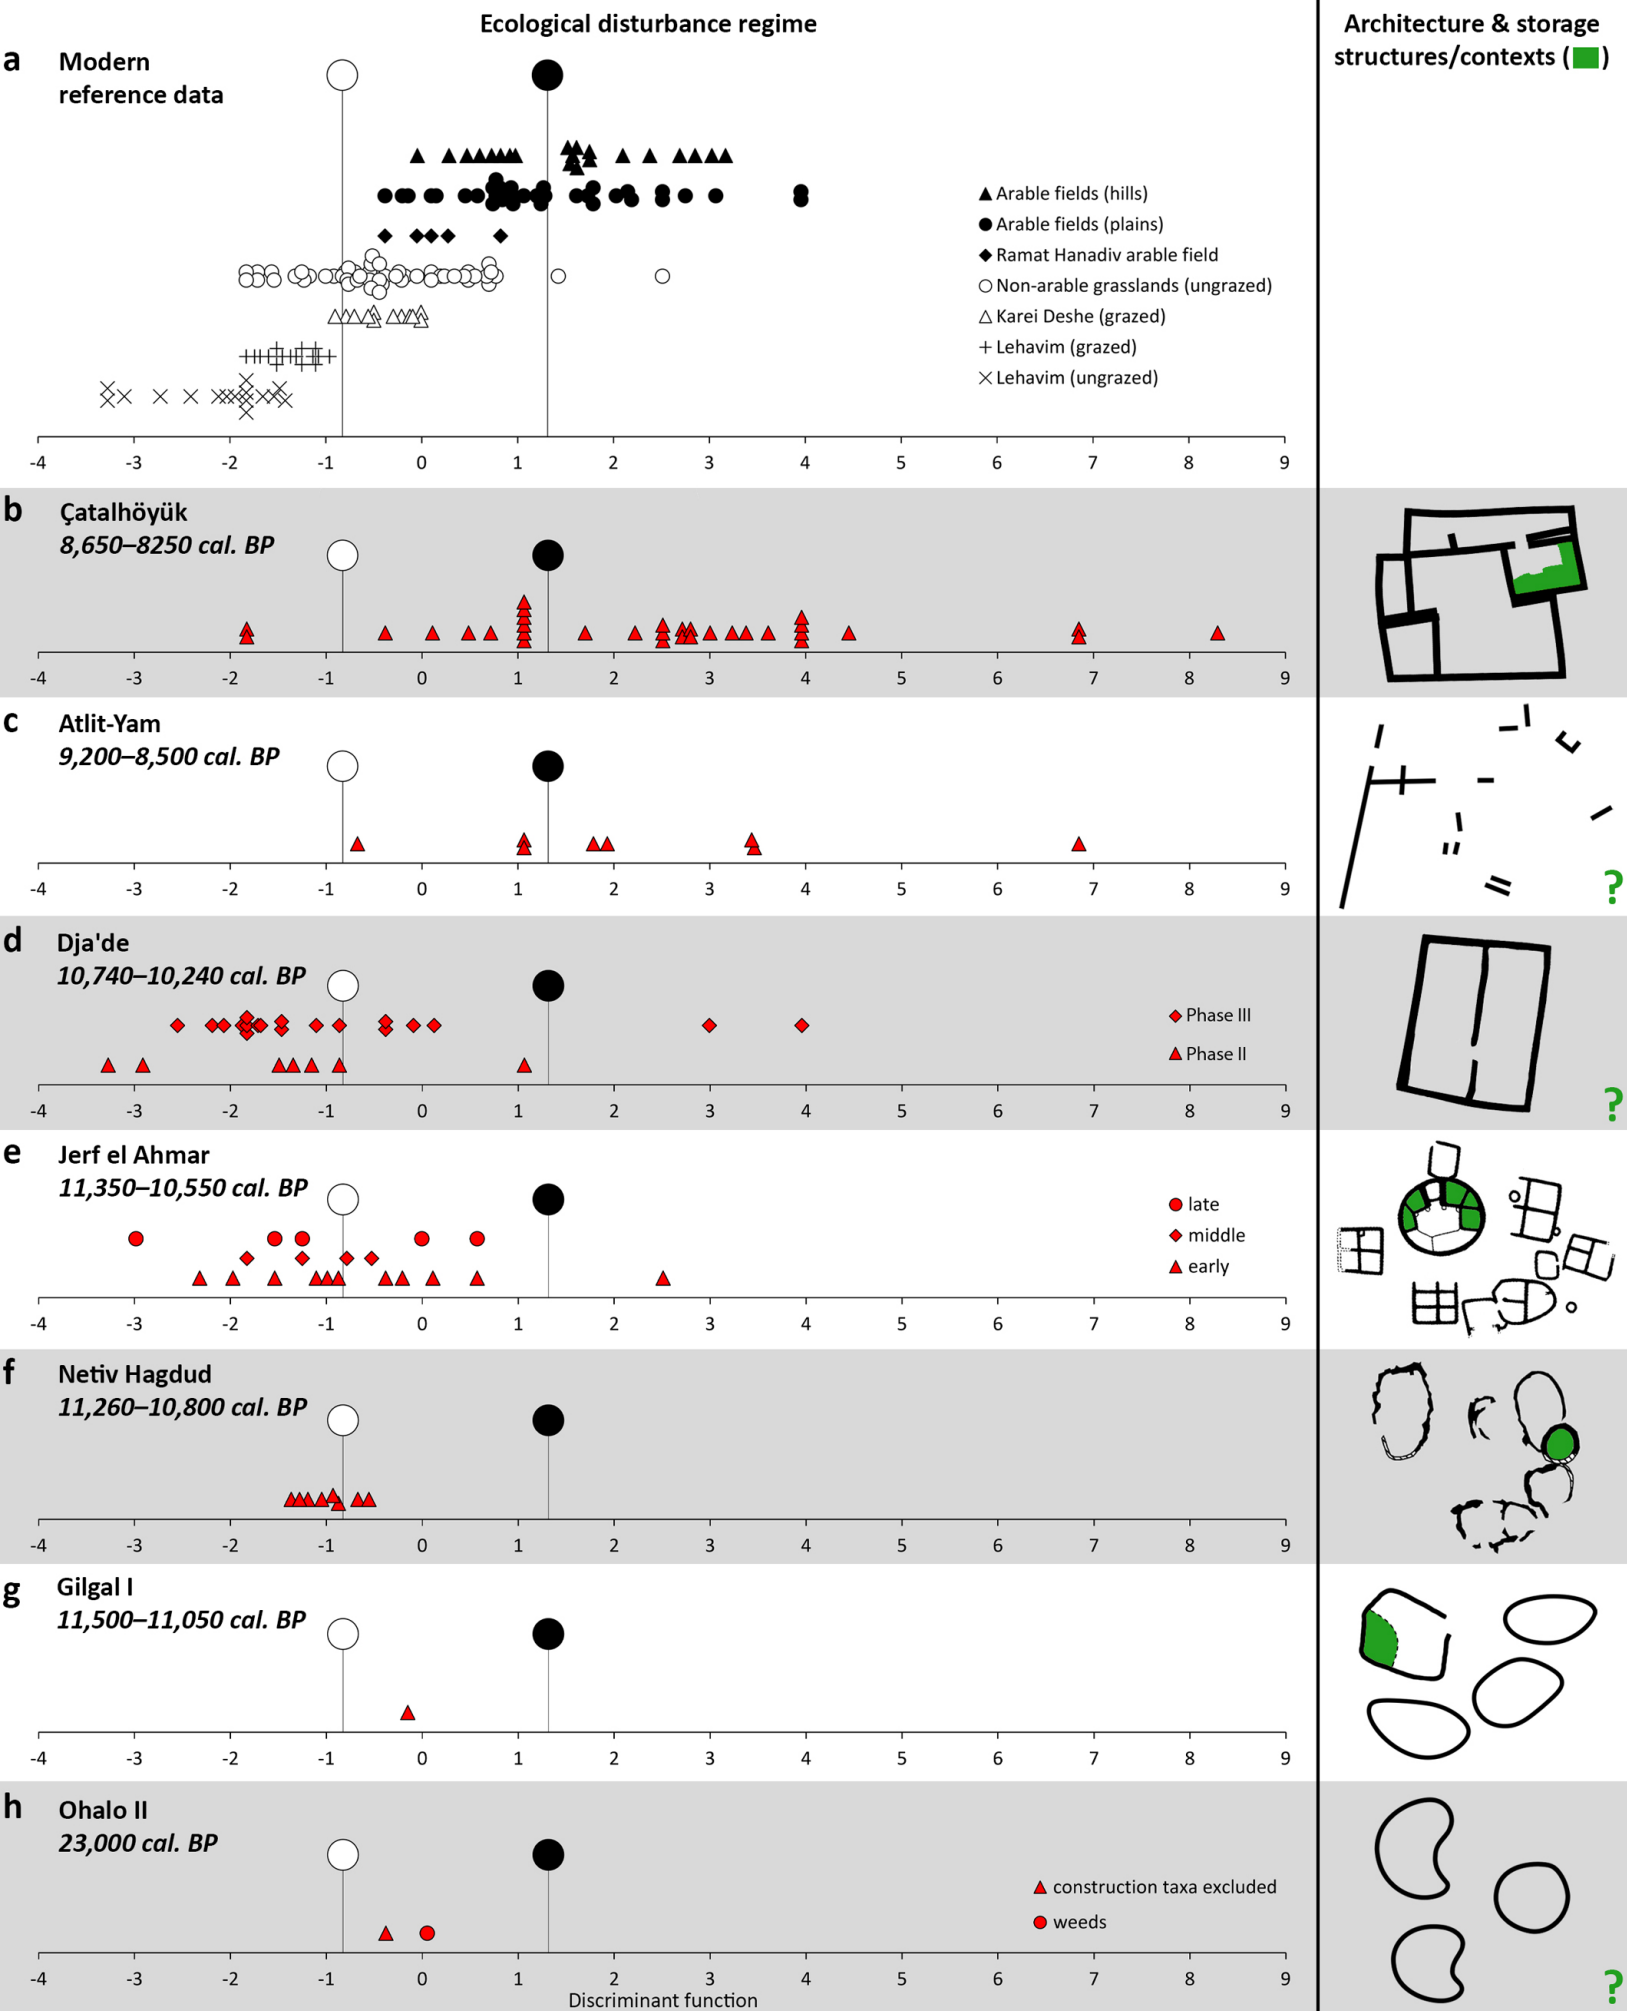 Ecological disturbance regime
Architecture & storage
structures/contexts ( )
a
Modern
reference data
Arable fields (hills)
Arable fields (plains)
Ramat Hanadiv arable field
Non-arable grasslands (ungrazed)
Karei Deshe (grazed)
Lehavim (grazed)
Lehavim (ungrazed)
-4 -3 -2 -1 0 1 2 3 4 5 6 7 8 9
b
Çatalhöyük
8,650–8250 cal. BP
-4 -3 -2 -1 0 1 2 3 4 5 6 7 8 9
c
Atlit-Yam
9,200–8,500 cal. BP
-4 -3 -2 -1 0 1 2 3 4 5 6 7 8 9
?
d
Dja'de
10,740–10,240 cal. BP
Phase III
Phase II
-4 -3 -2 -1 0 1 2 3 4 5 6 7 8 9
?
e
Jerf el Ahmar
11,350–10,550 cal. BP
late
middle
early
-4 -3 -2 -1 0 1 2 3 4 5 6 7 8 9
f
Netiv Hagdud
11,260–10,800 cal. BP
-4 -3 -2 -1 0 1 2 3 4 5 6 7 8 9
g
Gilgal I
11,500–11,050 cal. BP
-4 -3 -2 -1 0 1 2 3 4 5 6 7 8 9
h
Ohalo II
23,000 cal. BP
construction taxa excluded
weeds
-4 -3 -2 -1 0 1 2 3 4 5 6 7 8 9
?
Discriminant function